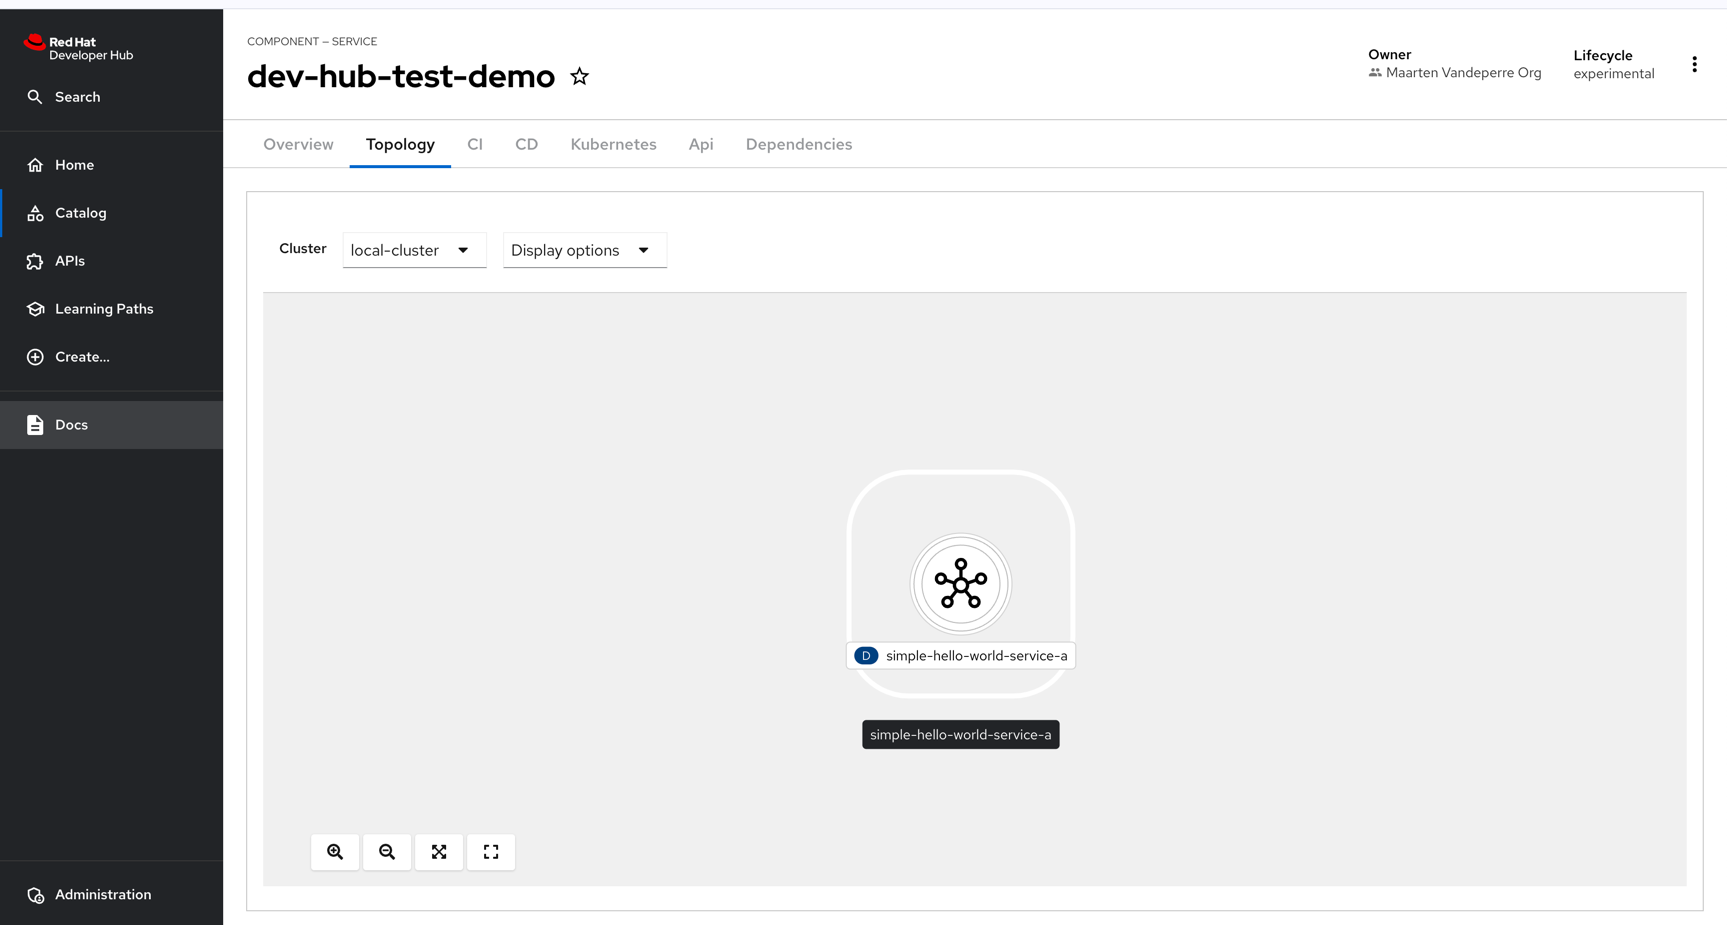 Red Hat
Developer Hub
Search
Home
Catalog
APIs
Learning Paths
Create...
Docs
Administration
COMPONENT — SERVICE
dev-hub-test-demo
Owner
Maarten Vandeperre Org
Lifecycle
experimental
Overview Topology CI CD Kubernetes Api Dependencies
Cluster local-cluster Display options
D simple-hello-world-service-a
simple-hello-world-service-a